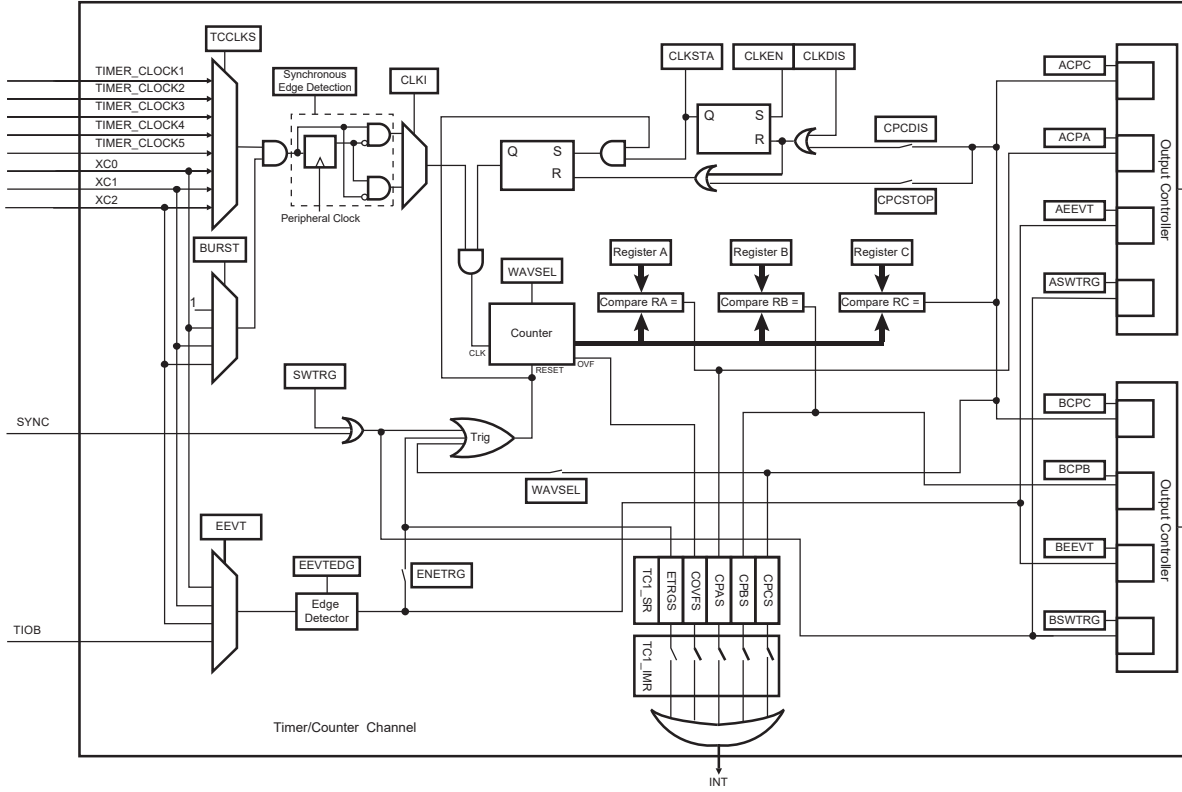 TCCLKS
TIMER_CLOCK1
TIMER_CLOCK2
TIMER_CLOCK3
TIMER_CLOCK4
TIMER_CLOCK5
XC0
XC1
XC2
Synchronous
Edge Detection
CLKI
Peripheral Clock
BURST
1
CLKSTA
CLKEN
CLKDIS
Q
S
R
Q
S
R
CPCDIS
CPCSTOP
Register A
Register B
Register C
Compare RA =
Compare RB =
Compare RC =
WAVSEL
Counter
CLK
RESET
OVF
SWTRG
SYNC
Trig
WAVSEL
EEVT
EEVTEDG
Edge
Detector
ENETRG
TIOB
TC1_SR
ETRGS
COVFS
CPAS
CPBS
CPCS
TC1_IMR
INT
Timer/Counter Channel
ACPC
ACPA
AEEVT
ASWTRG
Output Controller
BCPC
BCPB
BEEVT
BSWTRG
Output Controller